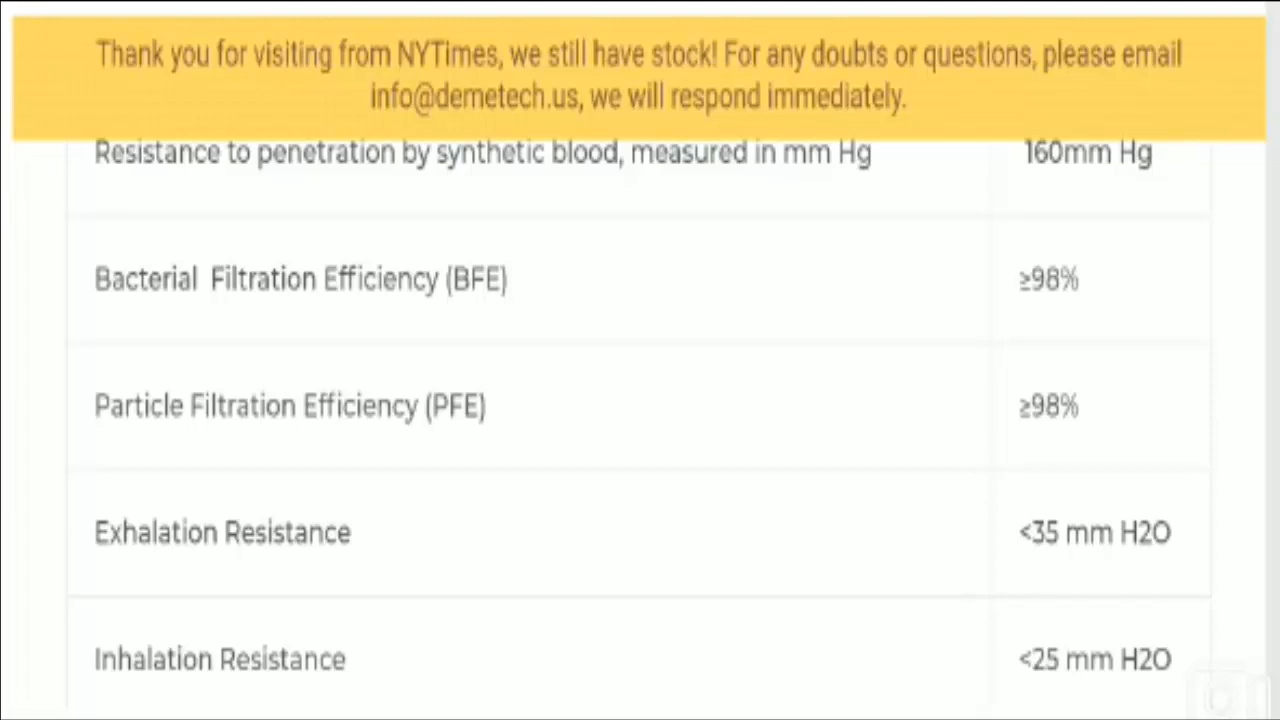 Thank you for visiting from NYTimes, we still have stock! For any doubts or questions, please email
info@demetech.us, we will respond immediately.
Resistance to penetration by synthetic blood, measured in mm Hg 160mm Hg
Bacterial Filtration Efficiency (BFE) ≥98%
Particle Filtration Efficiency (PFE) ≥98%
Exhalation Resistance <35 mm H2O
Inhalation Resistance <25 mm H2O